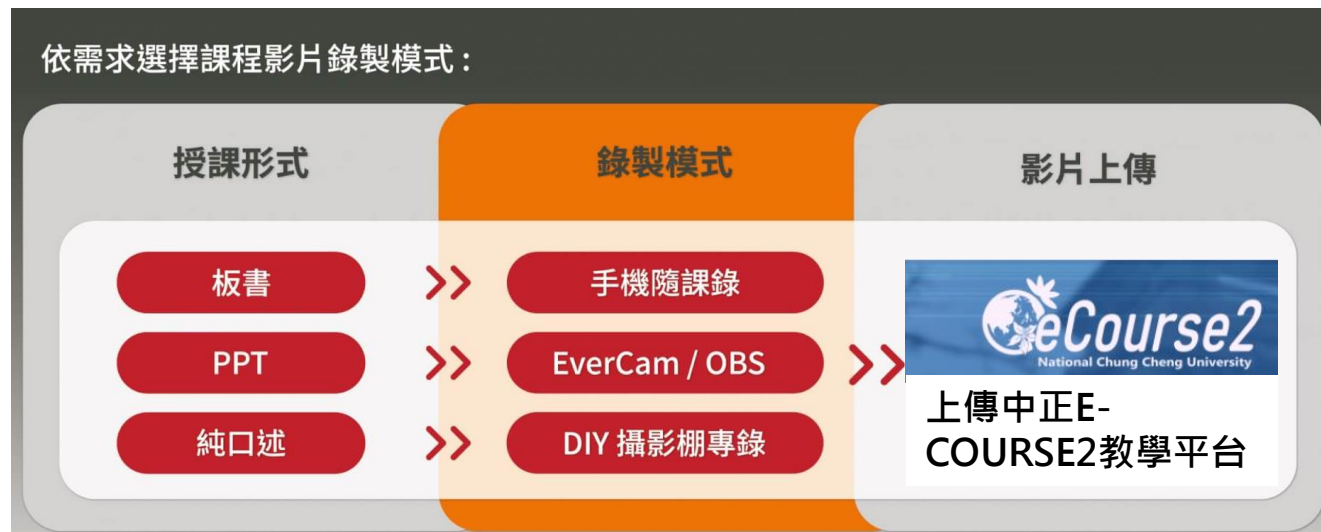 依需求選擇課程影片錄製模式：
授課形式
錄製模式
影片上傳
板書
手機隨課錄
PPT
EverCam / OBS
純口述
DIY 攝影棚專錄
eCourse2
National Chung Cheng University
上傳中正E-
COURSE2教學平台